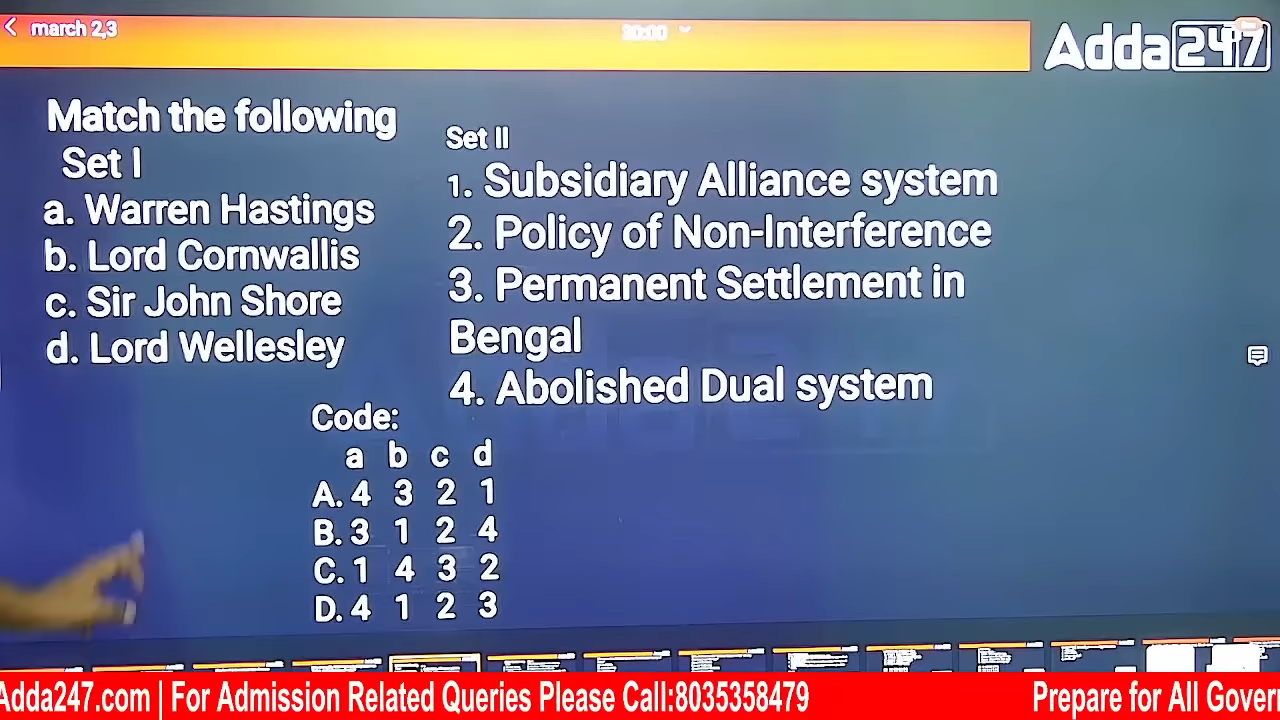 march 2,3
30:00
Adda247
Match the following
Set I
a. Warren Hastings
b. Lord Cornwallis
c. Sir John Shore
d. Lord Wellesley
Set II
1. Subsidiary Alliance system
2. Policy of Non-Interference
3. Permanent Settlement in
Bengal
4. Abolished Dual system
Code:
a b c d
A. 4 3 2 1
B. 3 1 2 4
C. 1 4 3 2
D. 4 1 2 3
Adda247.com | For Admission Related Queries Please Call:8035358479
Prepare for All Govern